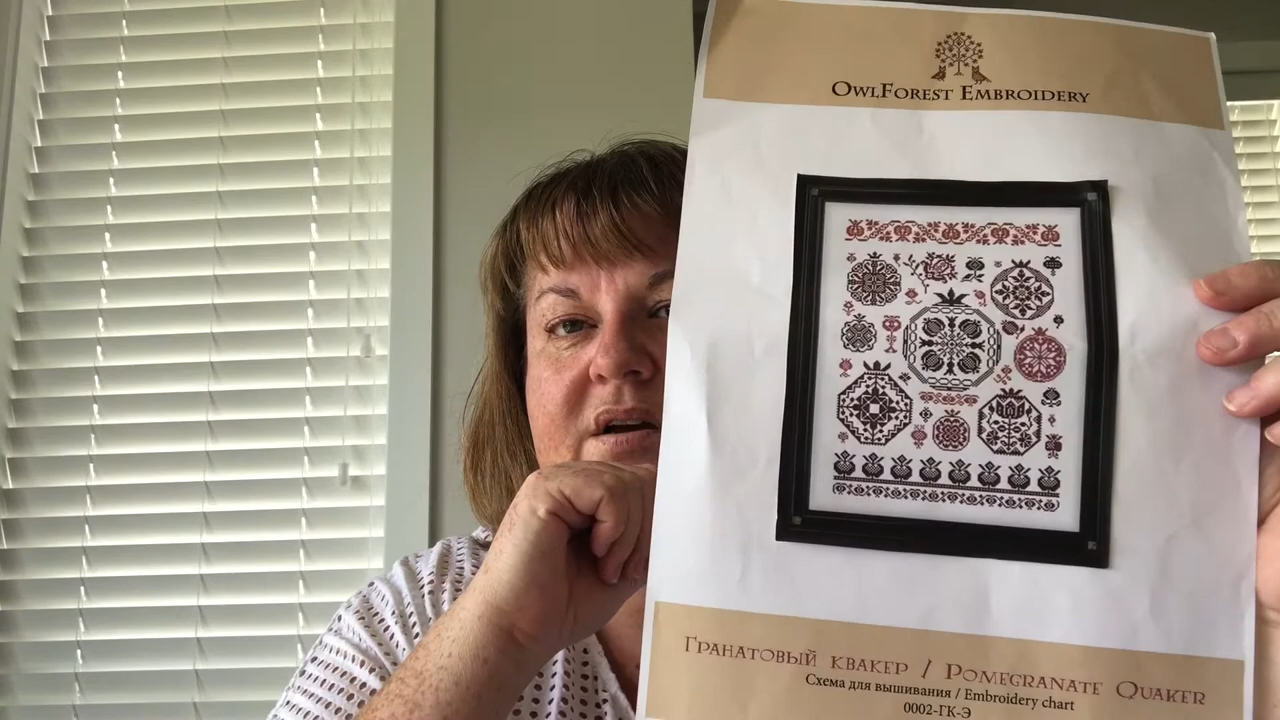 OwlForest Embroidery
Гранатовый квакер / Pomegranate Quaker
Схема для вышивания / Embroidery chart
0002-ГК-Э